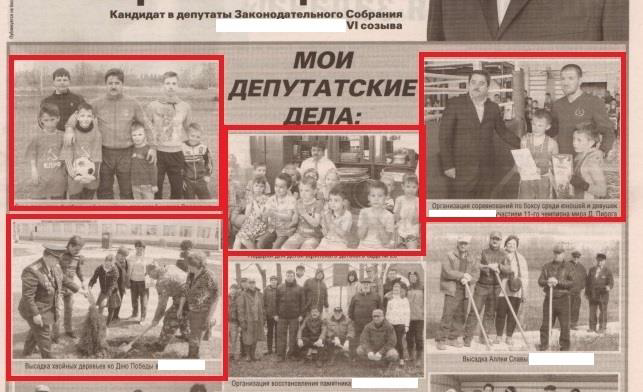 Кандидат в депутаты Законодательного Собрания
VI созыва
МОИ
ДЕПУТАТСКИЕ
ДЕЛА:
Организация соревнований по боксу среди юношей и девушек
участием 11-го чемпиона мира Д. Пирога
Высадка хвойных деревьев ко Дню Победы в
Организация восстановления памятника
Высадка Аллеи Славы